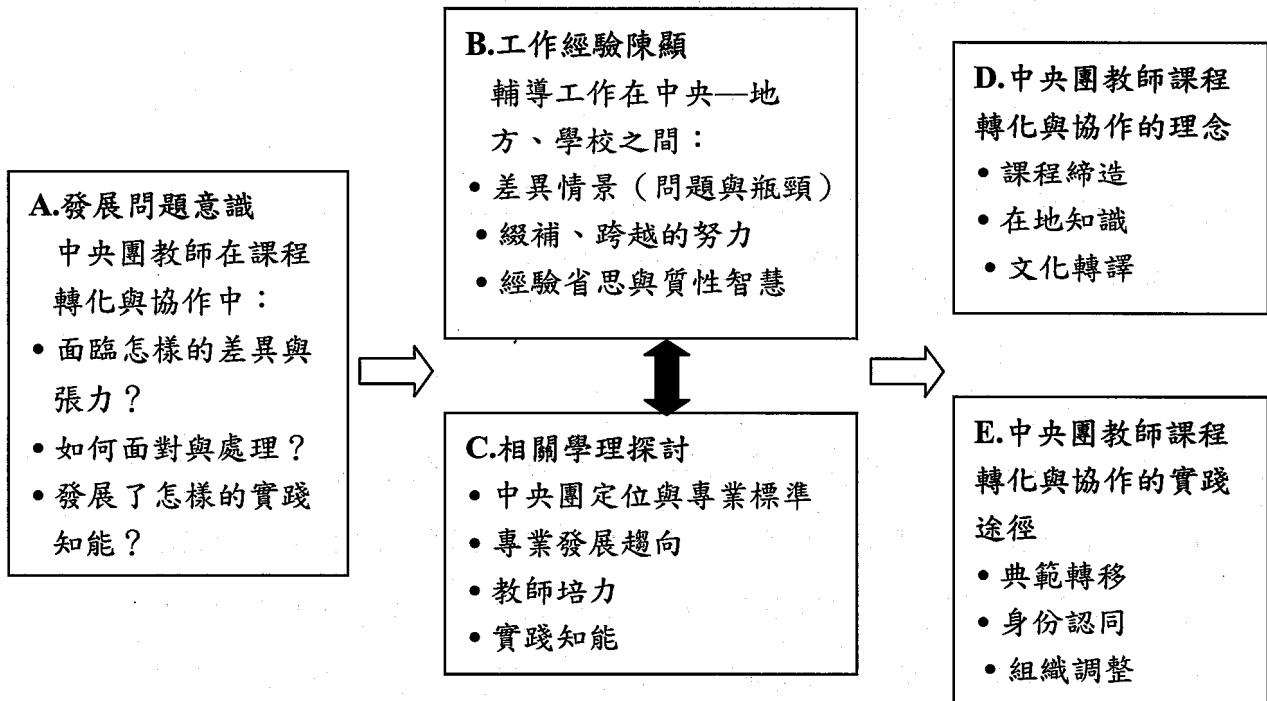 A.發展問題意識
中央團教師在課程
轉化與協作中：
• 面臨怎樣的差異與
張力？
• 如何面對與處理？
• 發展了怎樣的實踐
知能？
B.工作經驗陳顯
輔導工作在中央—地
方、學校之間：
• 差異情景（問題與瓶頸）
• 綴補、跨越的努力
• 經驗省思與質性智慧
C.相關學理探討
• 中央團定位與專業標準
• 專業發展趨向
• 教師培力
• 實踐知能
D.中央團教師課程
轉化與協作的理念
• 課程締造
• 在地知識
• 文化轉譯
E.中央團教師課程
轉化與協作的實踐
途徑
• 典範轉移
• 身份認同
• 組織調整